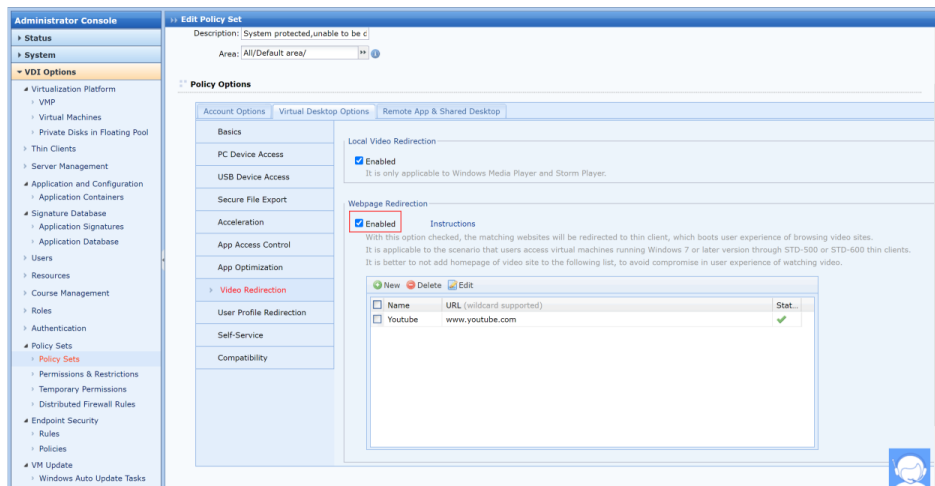 Administrator Console
Status
System
VDI Options
Virtualization Platform
VMP
Virtual Machines
Private Disks in Floating Pool
Thin Clients
Server Management
Application and Configuration
Application Containers
Signature Database
Application Signatures
Application Database
Users
Resources
Course Management
Roles
Authentication
Policy Sets
Policy Sets
Permissions & Restrictions
Temporary Permissions
Distributed Firewall Rules
Endpoint Security
Rules
Policies
VM Update
Windows Auto Update Tasks
Edit Policy Set
Description: System protected,unable to be c
Area: All/Default area/
Policy Options
Account Options Virtual Desktop Options Remote App & Shared Desktop
Basics
PC Device Access
USB Device Access
Secure File Export
Acceleration
App Access Control
App Optimization
Video Redirection
User Profile Redirection
Self-Service
Compatibility
Local Video Redirection
Enabled
It is only applicable to Windows Media Player and Storm Player.
Webpage Redirection
Enabled Instructions
With this option checked, the matching websites will be redirected to thin client, which boots user experience of browsing video sites.
It is applicable to the scenario that users access virtual machines running Windows 7 or later version through STD-500 or STD-600 thin clients.
It is better to not add homepage of video site to the following list, to avoid compromise in user experience of watching video.
New Delete Edit
Name URL (wildcard supported) Stat...
Youtube www.youtube.com